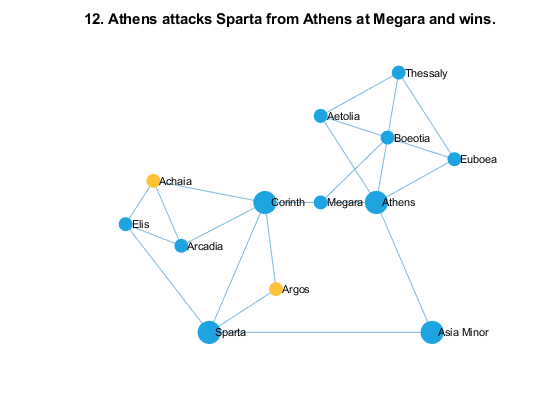 12. Athens attacks Sparta from Athens at Megara and wins.
Thessaly
Aetolia
Boeotia
Euboea
Achaia
Corinth
Megara
Athens
Elis
Arcadia
Argos
Sparta
Asia Minor